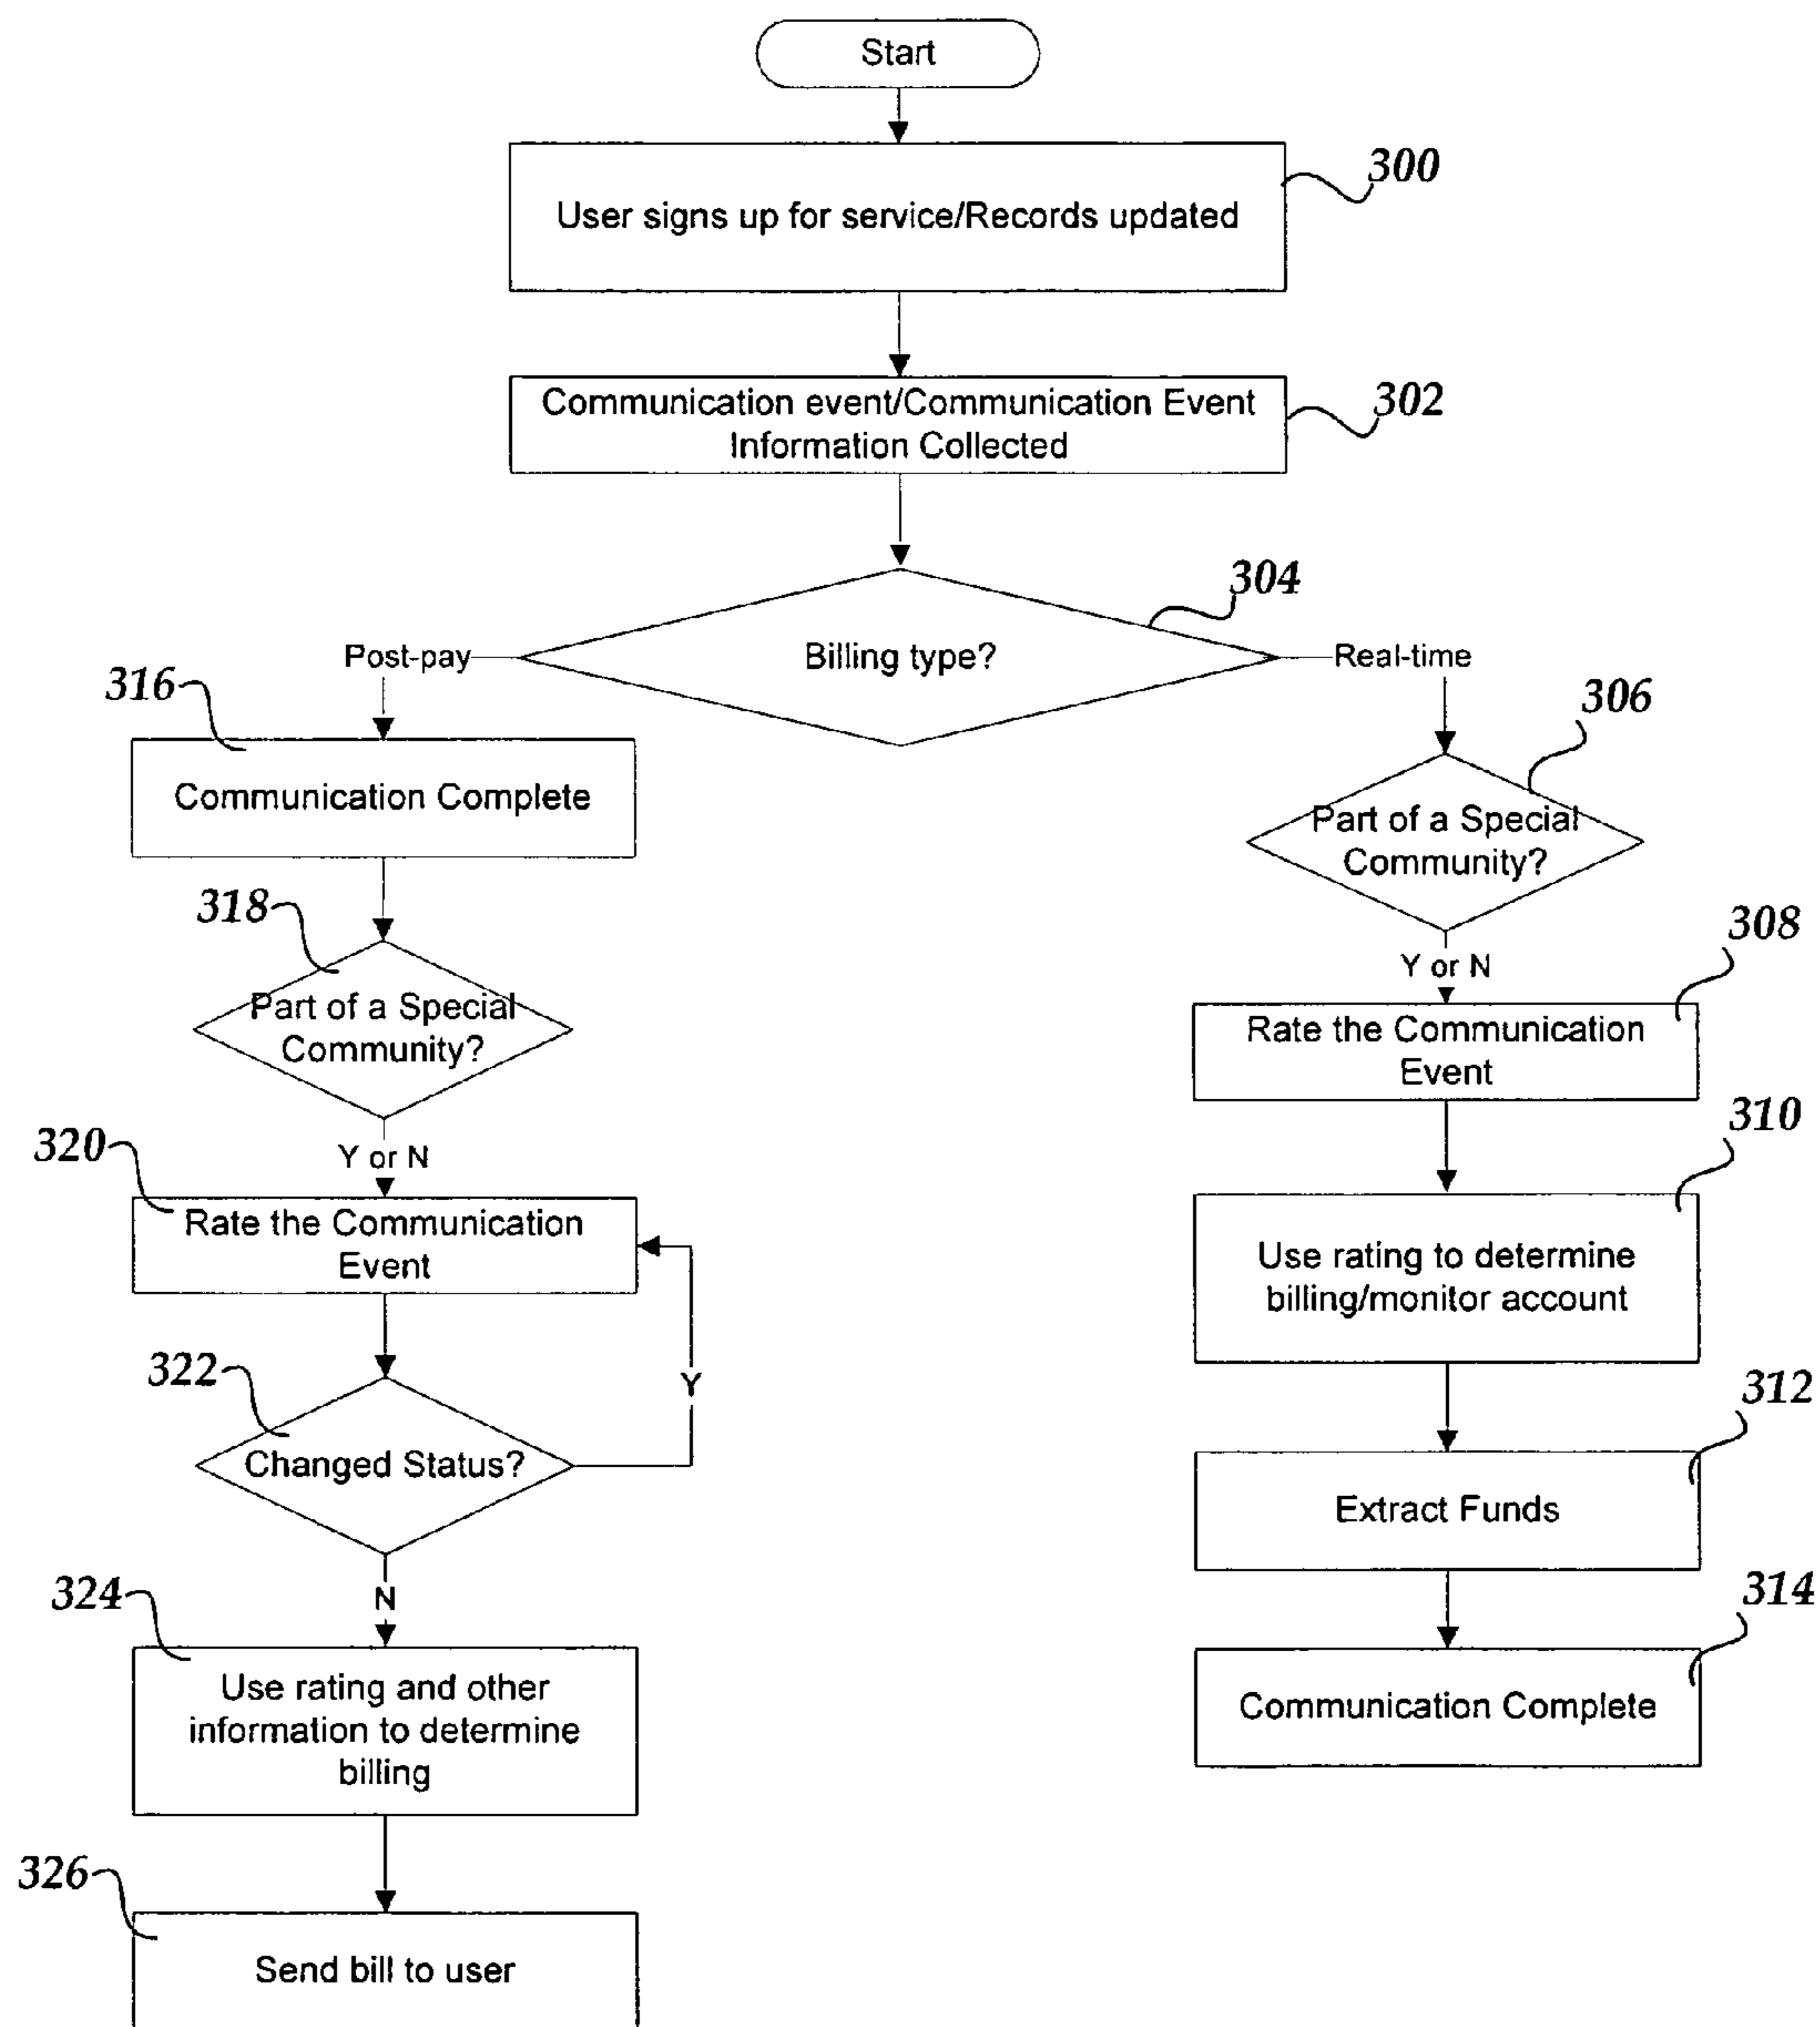 Start
300
User signs up for service/Records updated
302
Communication event/Communication Event
Information Collected
304
Billing type?
Post-pay
Real-time
316
Communication Complete
318
Part of a Special
Community?
Y or N
320
Rate the Communication
Event
322
Changed Status?
Y
N
324
Use rating and other
information to determine
billing
326
Send bill to user
306
Part of a Special
Community?
Y or N
308
Rate the Communication
Event
310
Use rating to determine
billing/monitor account
312
Extract Funds
314
Communication Complete